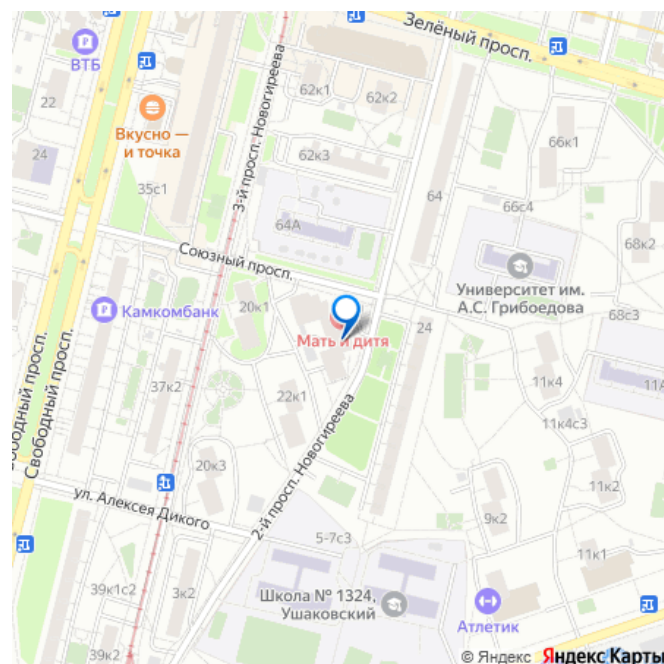 Зелёный просп.
ВТБ
3-й просп. Новогиреева
62к1
62к2
22
Вкусно —
и точка
66к1
24
62к3
35с1
64
66с4
64А
68к2
Союзный просп.
Университет им.
А.С. Грибоедова
20к1
Камкомбанк
68с3
24
Мать и дитя
Свободный просп.
37к2
11к4
22к1
11А
2-й просп. Новогиреева
11к4с3
20к3
11к2
ул. Алексея Дикого
9к2
5-7с3
11к1
39к1с2
3к2
Школа № 1324,
Ушаковский
Атлетик
39к2
© Яндекс Яндекс Карты